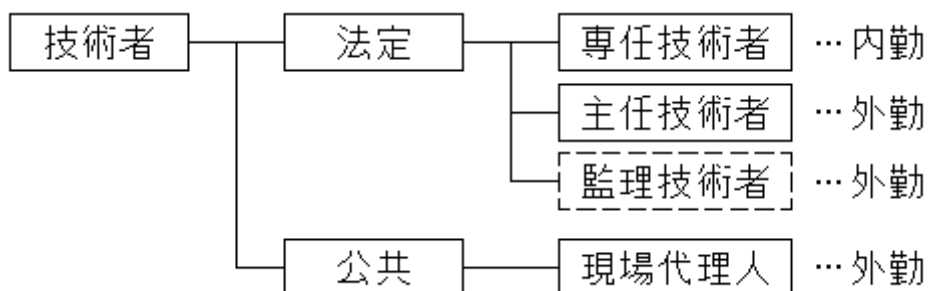 技術者 法定 専任技術者 …内勤
主任技術者 …外勤
監理技術者 …外勤
公共 現場代理人 …外勤